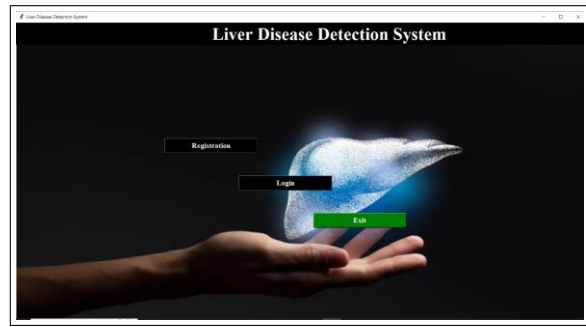 Liver Disease Detection System
Liver Disease Detection System
Registration
Login
Exit